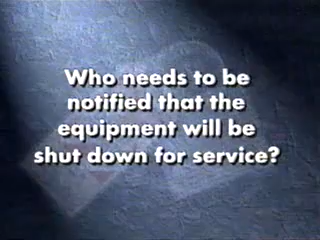 Who needs to be
notified that the
equipment will be
shut down for service?